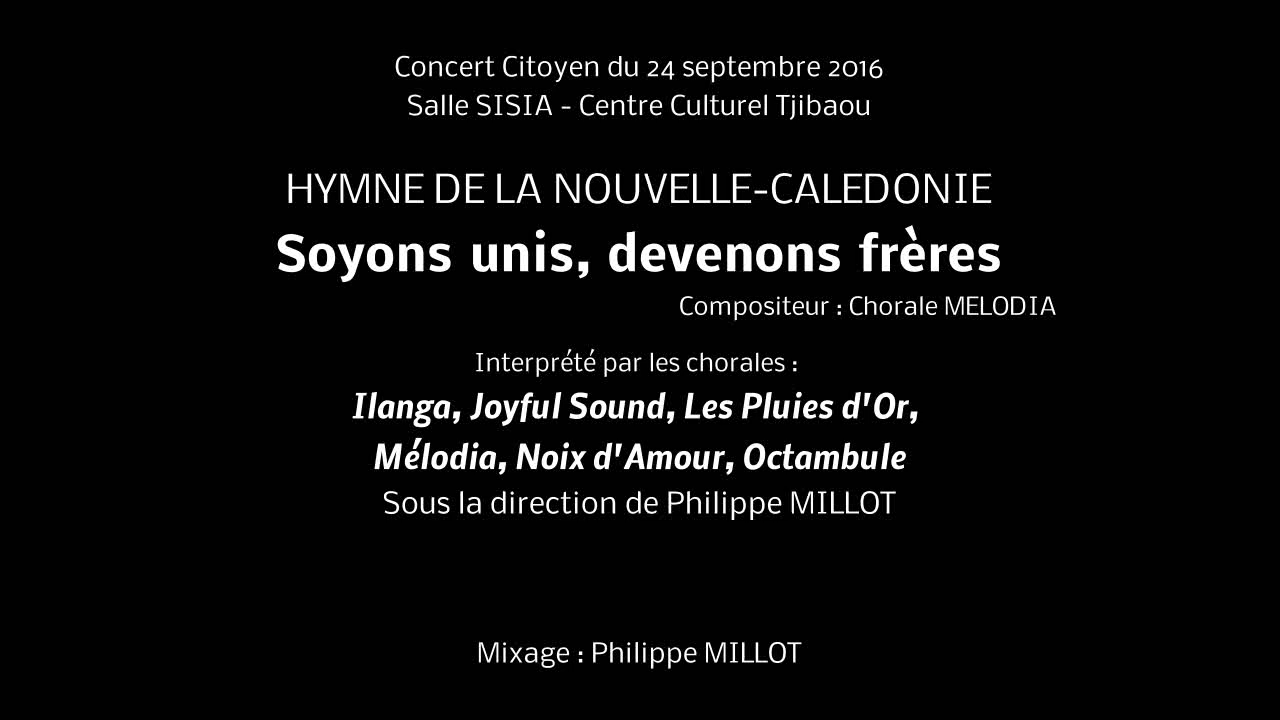 Concert Citoyen du 24 septembre 2016
Salle SISIA - Centre Culturel Tjibaou
HYMNE DE LA NOUVELLE-CALEDONIE
Soyons unis, devenons frères
Compositeur : Chorale MELODIA
Interprété par les chorales :
Ilanga, Joyful Sound, Les Pluies d'Or,
Mélodia, Noix d'Amour, Octambule
Sous la direction de Philippe MILLOT
Mixage : Philippe MILLOT